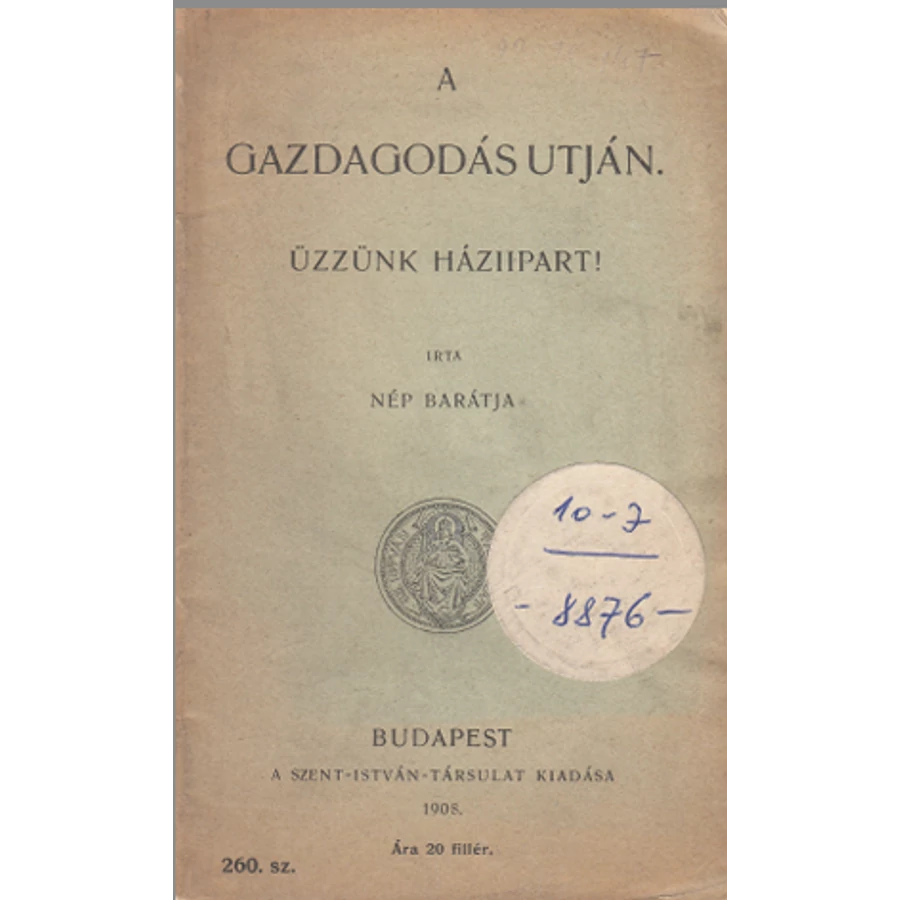 A
GAZDAGODÁS UTJÁN.
ŰZZÜNK HÁZIIPART!
IRTA
NÉP BARÁTJA
10-7
- 8876 -
BUDAPEST
A SZENT-ISTVÁN-TÁRSULAT KIADÁSA
1908.
Ára 20 fillér.
260. sz.